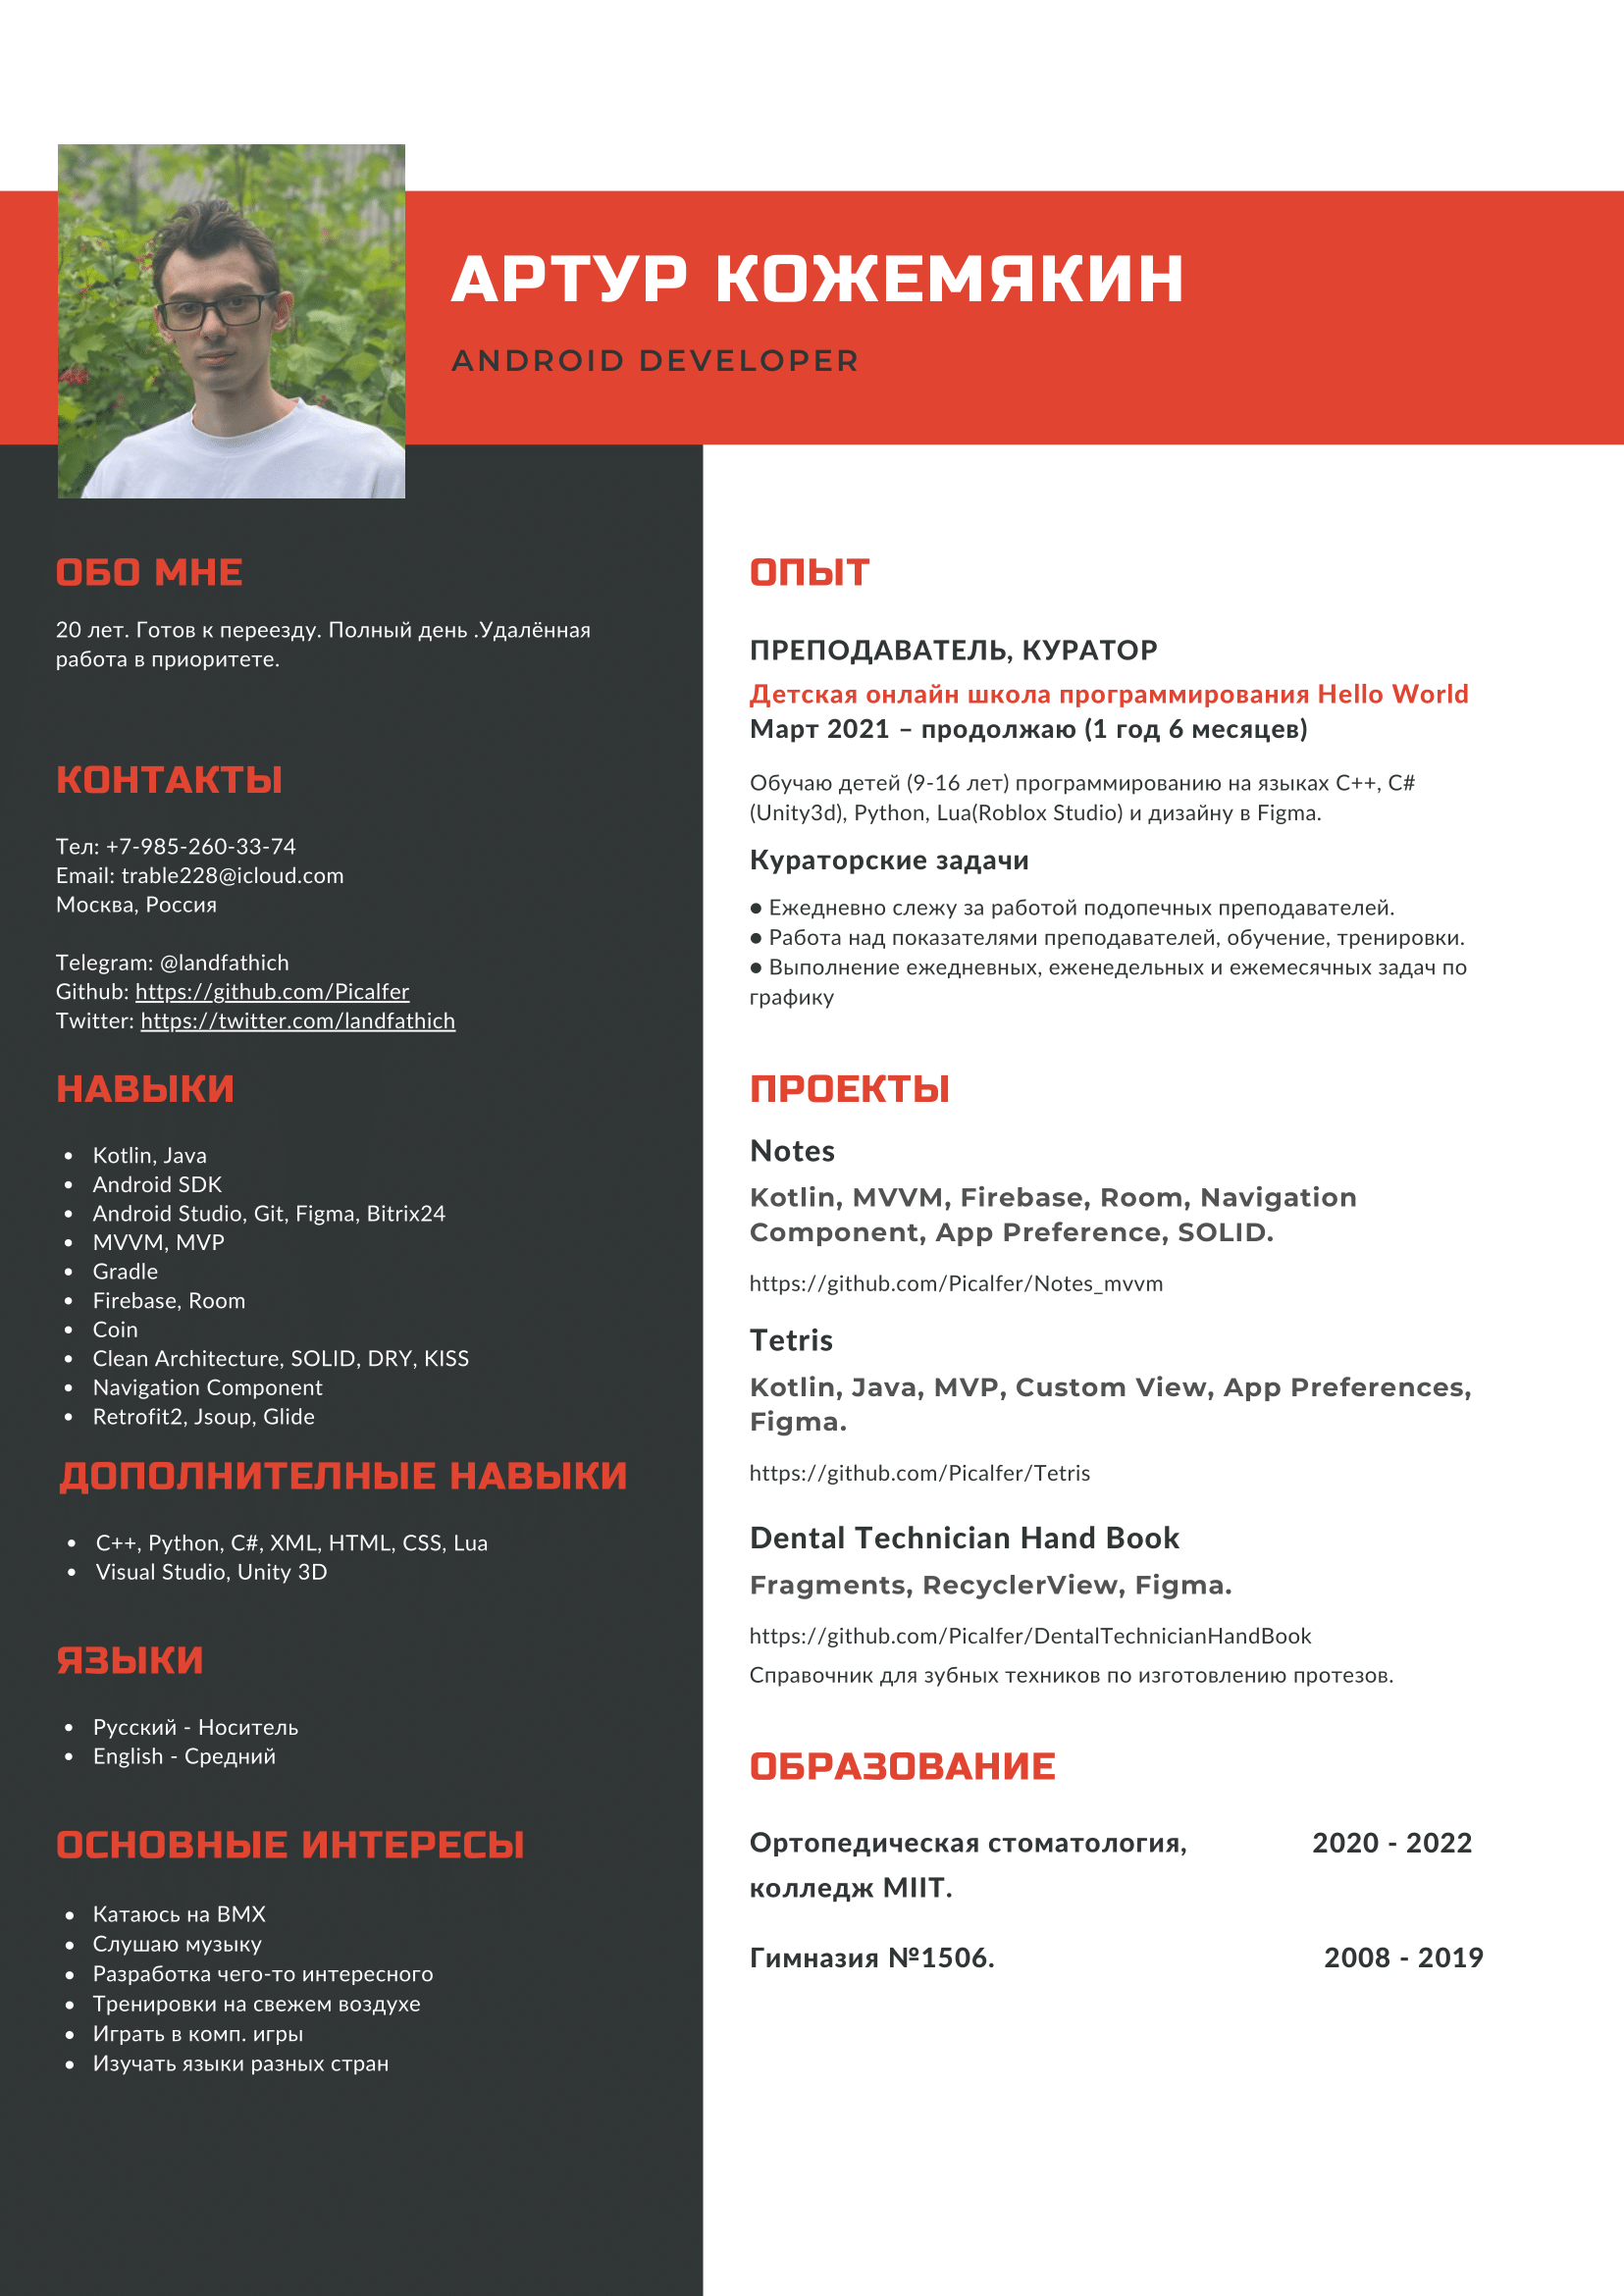 АРТУР КОЖЕМЯКИН
ANDROID DEVELOPER
ОБО МНЕ
20 лет. Готов к переезду. Полный день .Удалённая
работа в приоритете.
КОНТАКТЫ
Тел: +7-985-260-33-74
Email: trable228@icloud.com
Москва, Россия
Telegram: @landfathich
Github: https://github.com/Picalfer
Twitter: https://twitter.com/landfathich
НАВЫКИ
• Kotlin, Java
• Android SDK
• Android Studio, Git, Figma, Bitrix24
• MVVM, MVP
• Gradle
• Firebase, Room
• Coin
• Clean Architecture, SOLID, DRY, KISS
• Navigation Component
• Retrofit2, Jsoup, Glide
ДОПОЛНИТЕЛНЫЕ НАВЫКИ
• C++, Python, C#, XML, HTML, CSS, Lua
• Visual Studio, Unity 3D
ЯЗЫКИ
• Русский - Носитель
• English - Средний
ОСНОВНЫЕ ИНТЕРЕСЫ
• Катаюсь на BMX
• Слушаю музыку
• Разработка чего-то интересного
• Тренировки на свежем воздухе
• Играть в комп. игры
• Изучать языки разных стран
ОПЫТ
ПРЕПОДАВАТЕЛЬ, КУРАТОР
Детская онлайн школа программирования Hello World
Март 2021 – продолжаю (1 год 6 месяцев)
Обучаю детей (9-16 лет) программированию на языках C++, C#
(Unity3d), Python, Lua(Roblox Studio) и дизайну в Figma.
Кураторские задачи
● Ежедневно слежу за работой подопечных преподавателей.
● Работа над показателями преподавателей, обучение, тренировки.
● Выполнение ежедневных, еженедельных и ежемесячных задач по
графику
ПРОЕКТЫ
Notes
Kotlin, MVVM, Firebase, Room, Navigation
Component, App Preference, SOLID.
https://github.com/Picalfer/Notes_mvvm
Tetris
Kotlin, Java, MVP, Custom View, App Preferences,
Figma.
https://github.com/Picalfer/Tetris
Dental Technician Hand Book
Fragments, RecyclerView, Figma.
https://github.com/Picalfer/DentalTechnicianHandBook
Справочник для зубных техников по изготовлению протезов.
ОБРАЗОВАНИЕ
Ортопедическая стоматология, 2020 - 2022
колледж МIIТ.
Гимназия №1506. 2008 - 2019